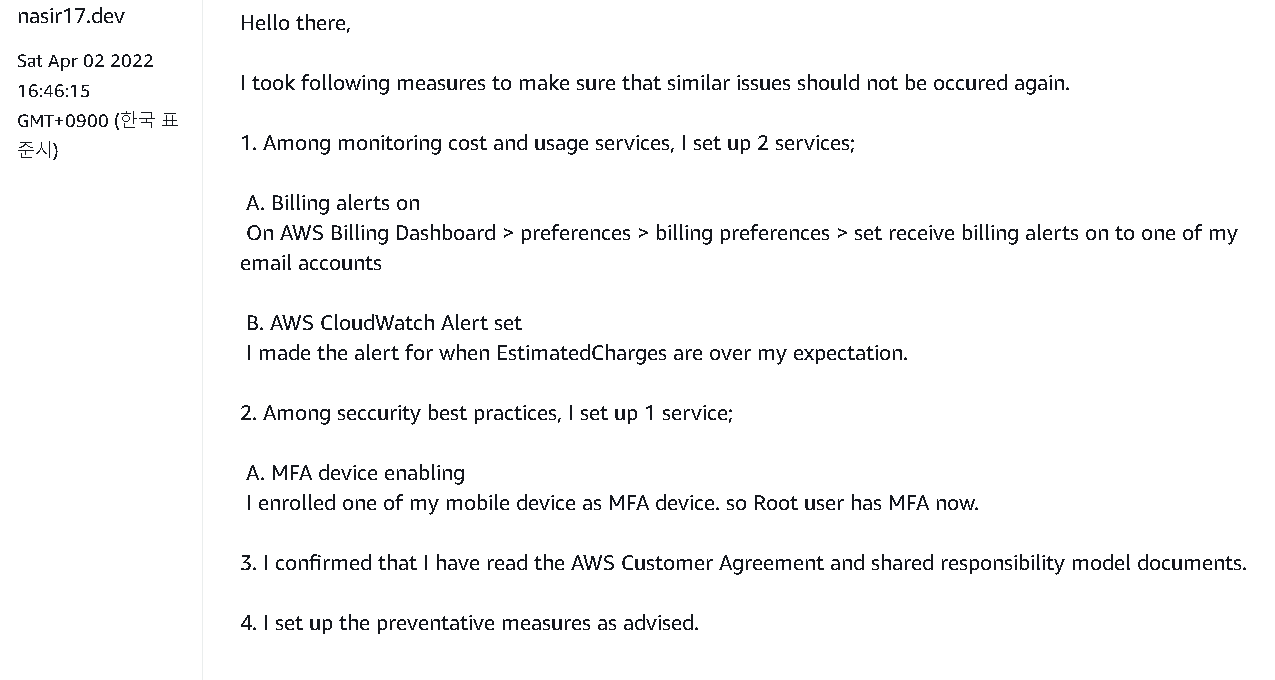 nasir17.dev
Sat Apr 02 2022
16:46:15
GMT+0900 (한국 표
준시)
Hello there,
I took following measures to make sure that similar issues should not be occured again.
1. Among monitoring cost and usage services, I set up 2 services;
A. Billing alerts on
On AWS Billing Dashboard > preferences > billing preferences > set receive billing alerts on to one of my
email accounts
B. AWS CloudWatch Alert set
I made the alert for when EstimatedCharges are over my expectation.
2. Among seccurity best practices, I set up 1 service;
A. MFA device enabling
I enrolled one of my mobile device as MFA device. so Root user has MFA now.
3. I confirmed that I have read the AWS Customer Agreement and shared responsibility model documents.
4. I set up the preventative measures as advised.